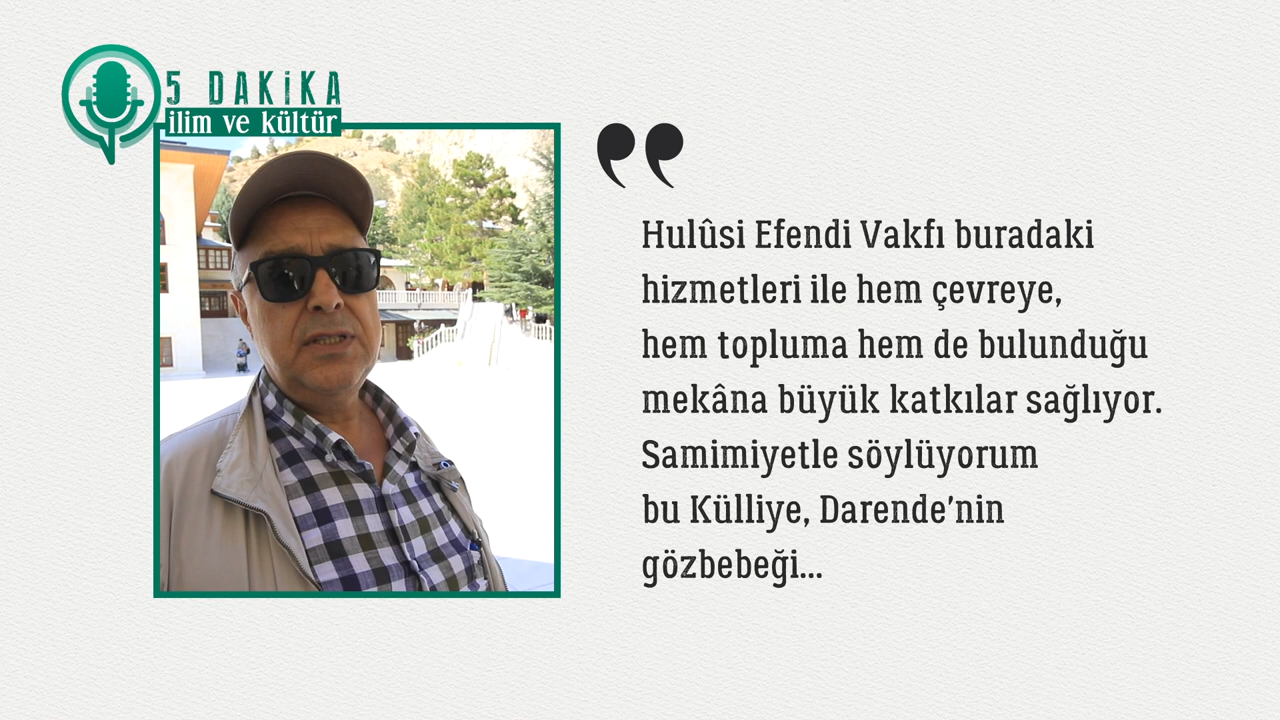 5 DAKİKA
ilim ve kültür
Hulûsi Efendi Vakfı buradaki
hizmetleri ile hem çevreye,
hem topluma hem de bulunduğu
mekâna büyük katkılar sağlıyor.
Samimiyetle söylüyorum
bu Külliye, Darende'nin
gözbebeği...